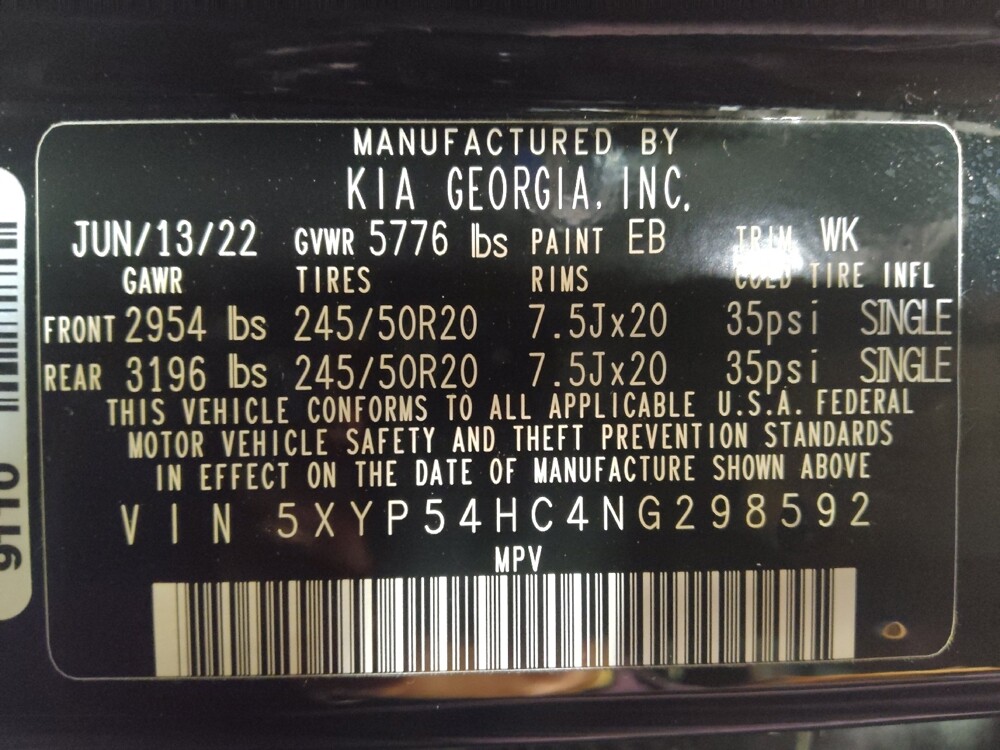 MANUFACTURED BY
KIA GEORGIA, INC.
JUN/13/22 GVWR 5776 lbs PAINT EB TRIM WK
GAWR TIRES RIMS COLD TIRE INFL
FRONT 2954 lbs 245/50R20 7.5Jx20 35psi SINGLE
REAR 3196 lbs 245/50R20 7.5Jx20 35psi SINGLE
THIS VEHICLE CONFORMS TO ALL APPLICABLE U.S.A. FEDERAL
MOTOR VEHICLE SAFETY AND THEFT PREVENTION STANDARDS
IN EFFECT ON THE DATE OF MANUFACTURE SHOWN ABOVE
VIN 5XYP54HC4NG298592
MPV